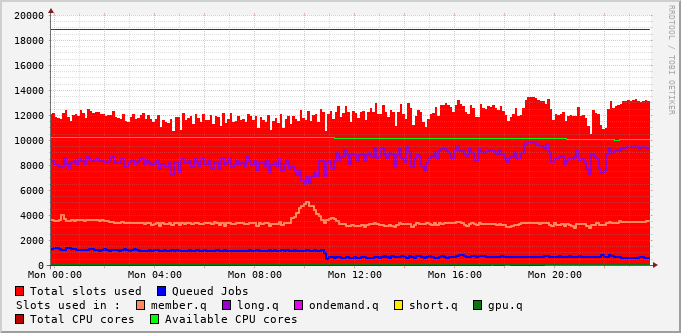 20000
18000
16000
14000
12000
10000
8000
6000
4000
2000
0
Mon 00:00 Mon 04:00 Mon 08:00 Mon 12:00 Mon 16:00 Mon 20:00
RRDTOOL / TOBI OETIKER
Total slots used Queued Jobs
Slots used in : member.q long.q ondemand.q short.q gpu.q
Total CPU cores Available CPU cores